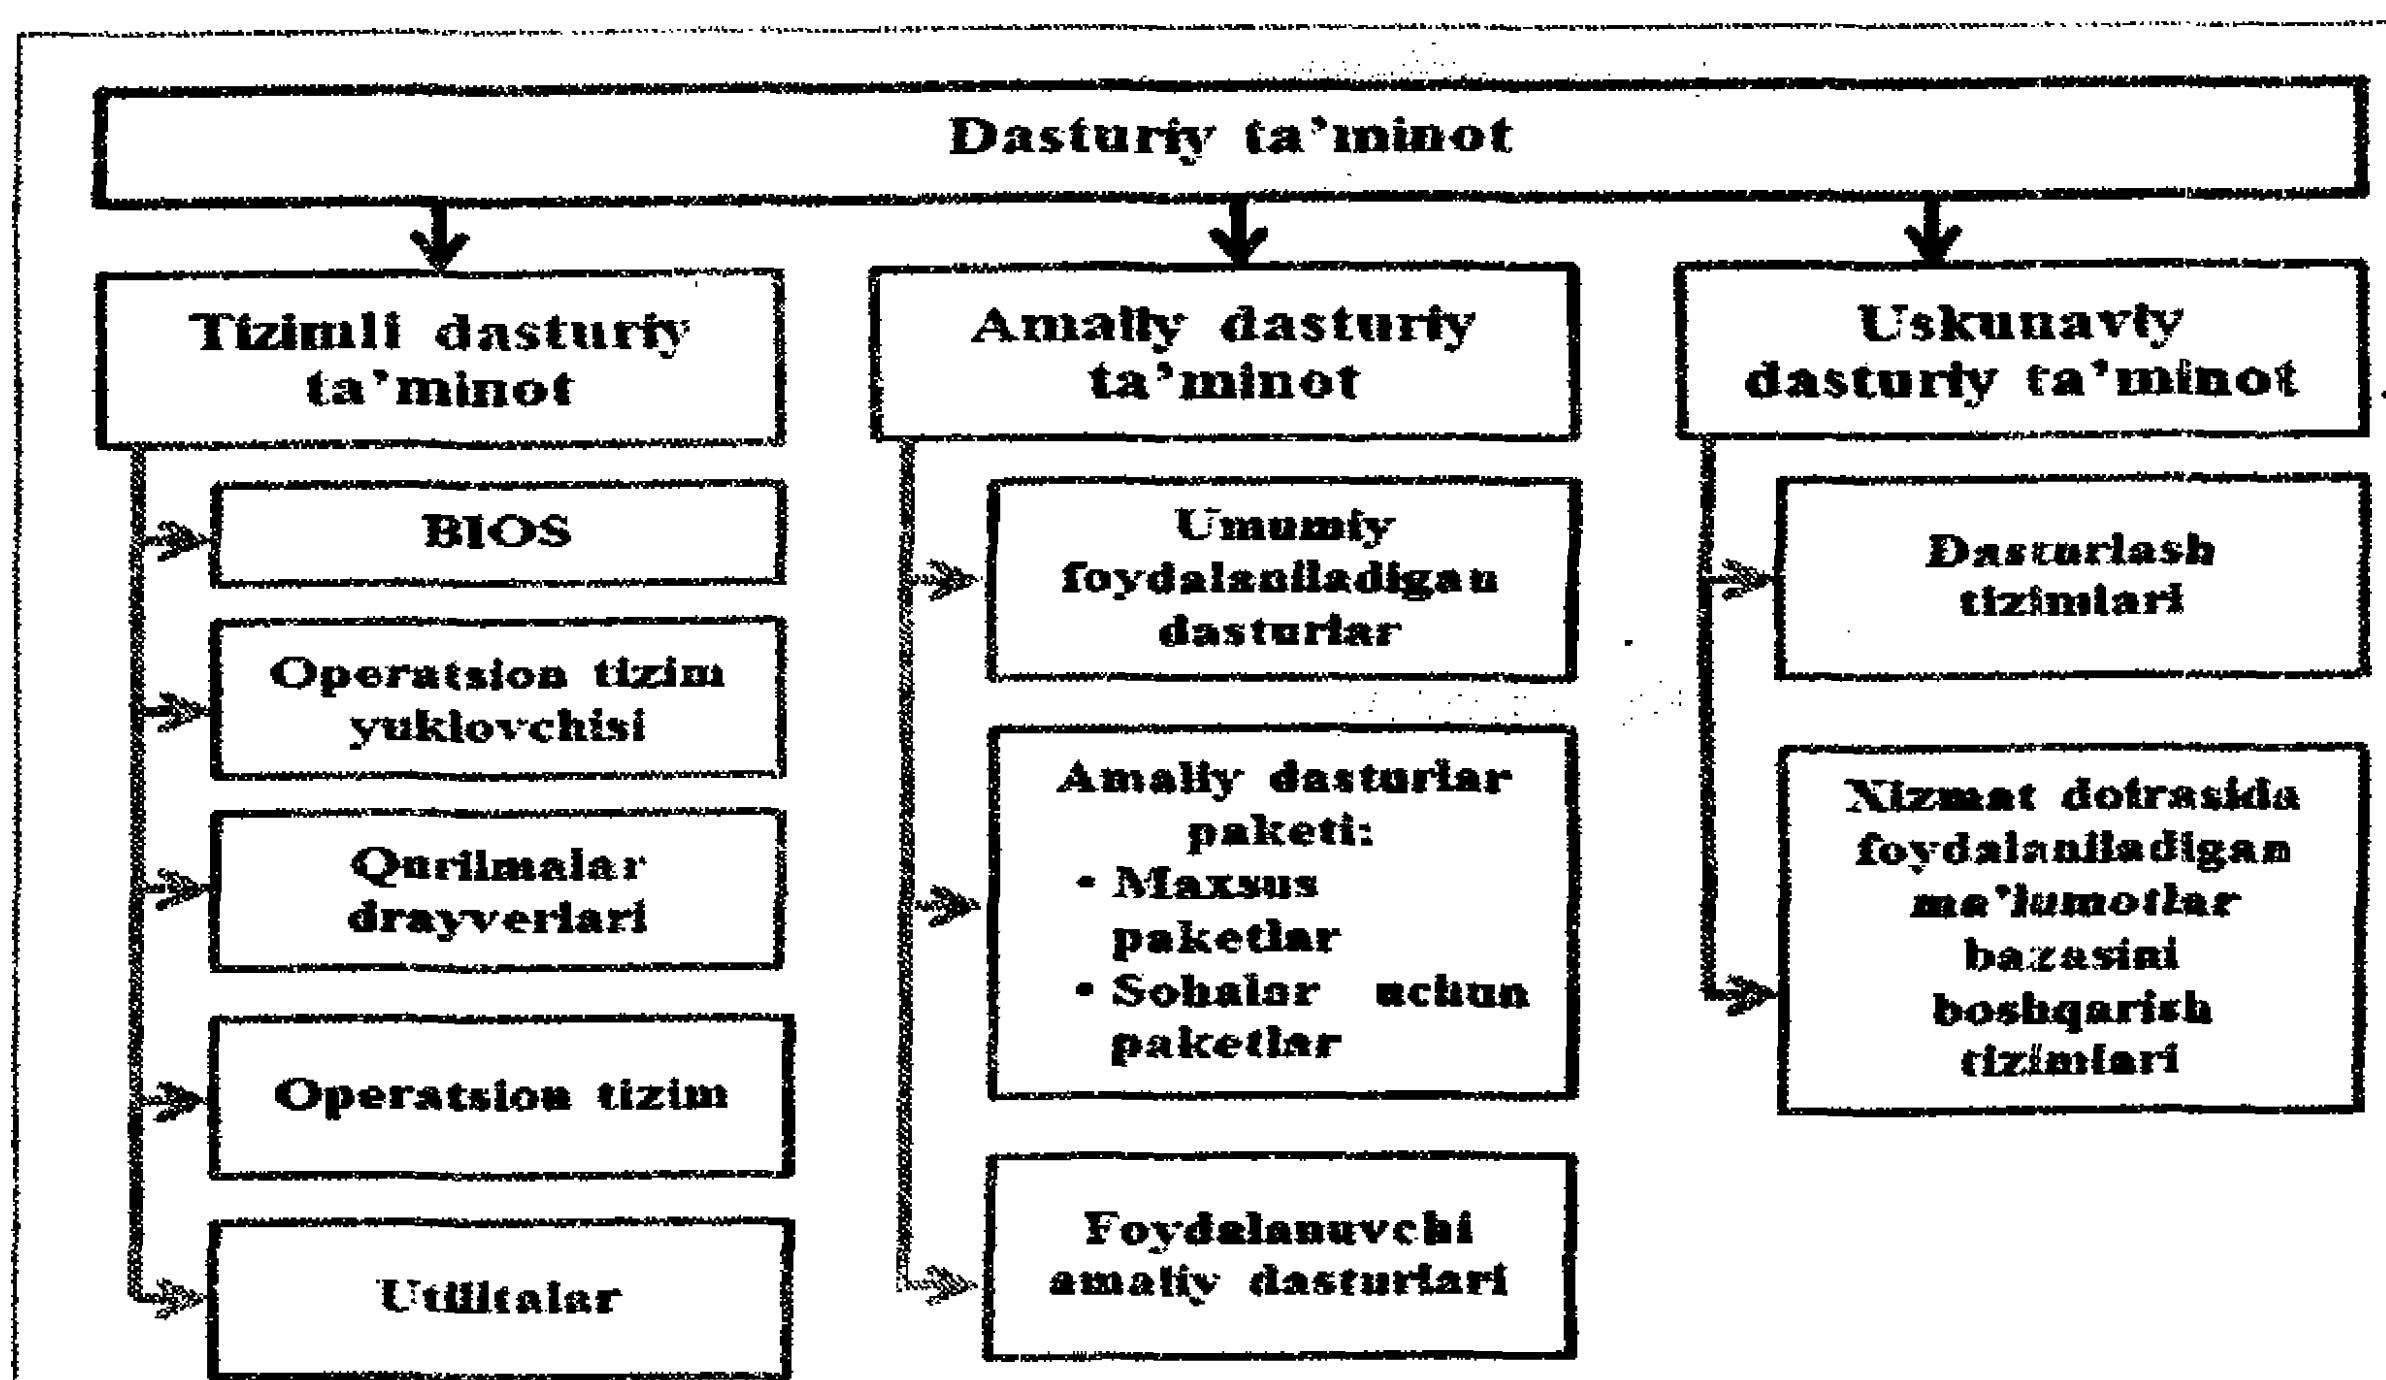 Dasturiy ta’minot
Tizimli dasturiy
ta’minot
BIOS
Operatsion tizim
yuklovchisi
Qurilmalar
drayverlari
Operatsion tizim
Utilitalar
Amaliy dasturiy
ta’minot
Umumiy
foydalaniladigan
dasturlar
Amaliy dasturlar
paketi:
• Maxsus
paketlar
• Sohalar uchun
paketlar
Foydalanuvchi
amaliy dasturlari
Uskunaviy
dasturiy ta’minot
Dasturlash
tizimlari
Xizmat doirasida
foydalaniladigan
ma’lumotlar
bazasini
boshqarish
tizimlari